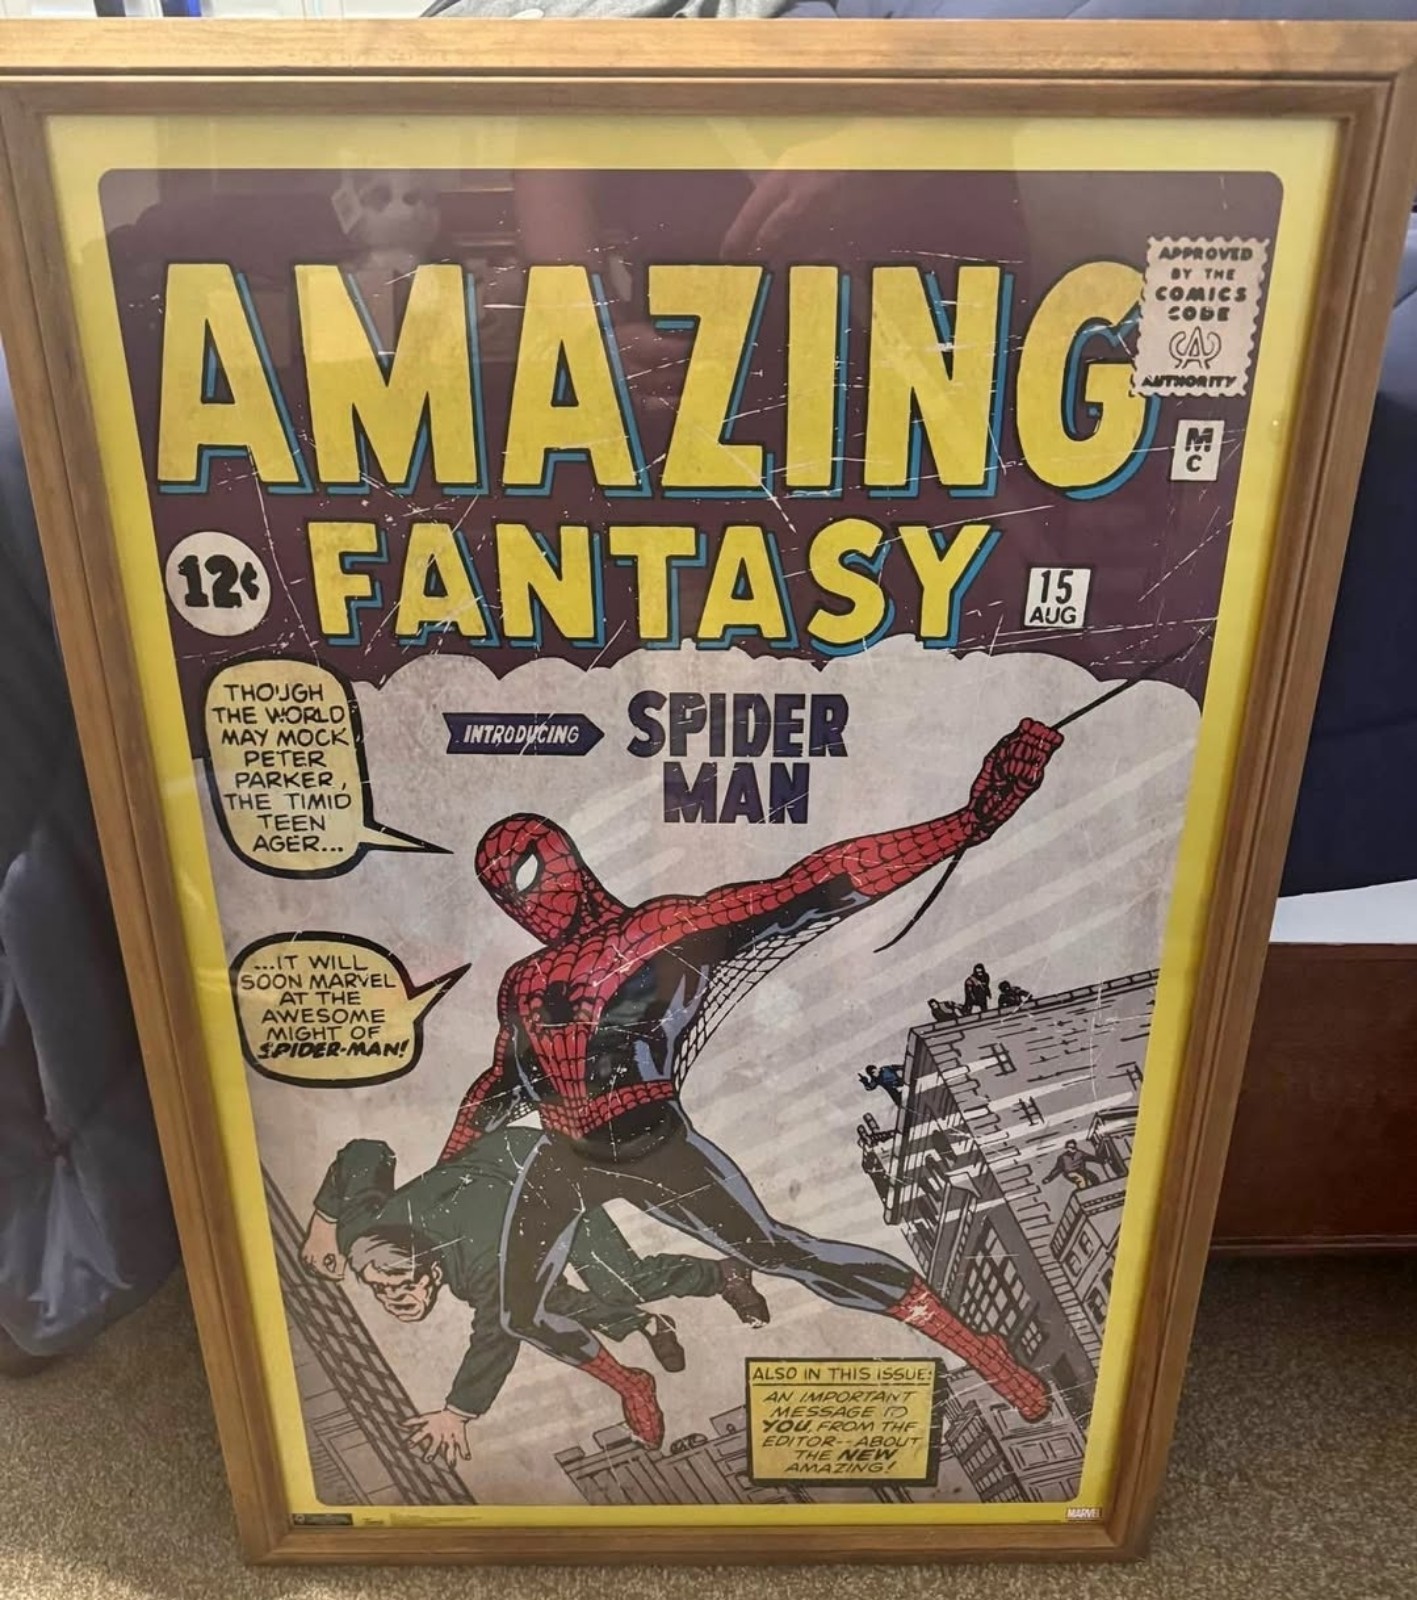 AMAZING
FANTASY
APPROVED
BY THE
COMICS
CODE
CA
AUTHORITY
M
C
12¢
15
AUG
INTRODUCING
SPIDER
MAN
THOUGH
THE WORLD
MAY MOCK
PETER
PARKER,
THE TIMID
TEEN
AGER...
...IT WILL
SOON MARVEL
AT THE
AWESOME
MIGHT OF
SPIDER-MAN!
ALSO IN THIS ISSUE:
AN IMPORTANT
MESSAGE TO
YOU, FROM THE
EDITOR--ABOUT
THE NEW
AMAZING!
MARVEL